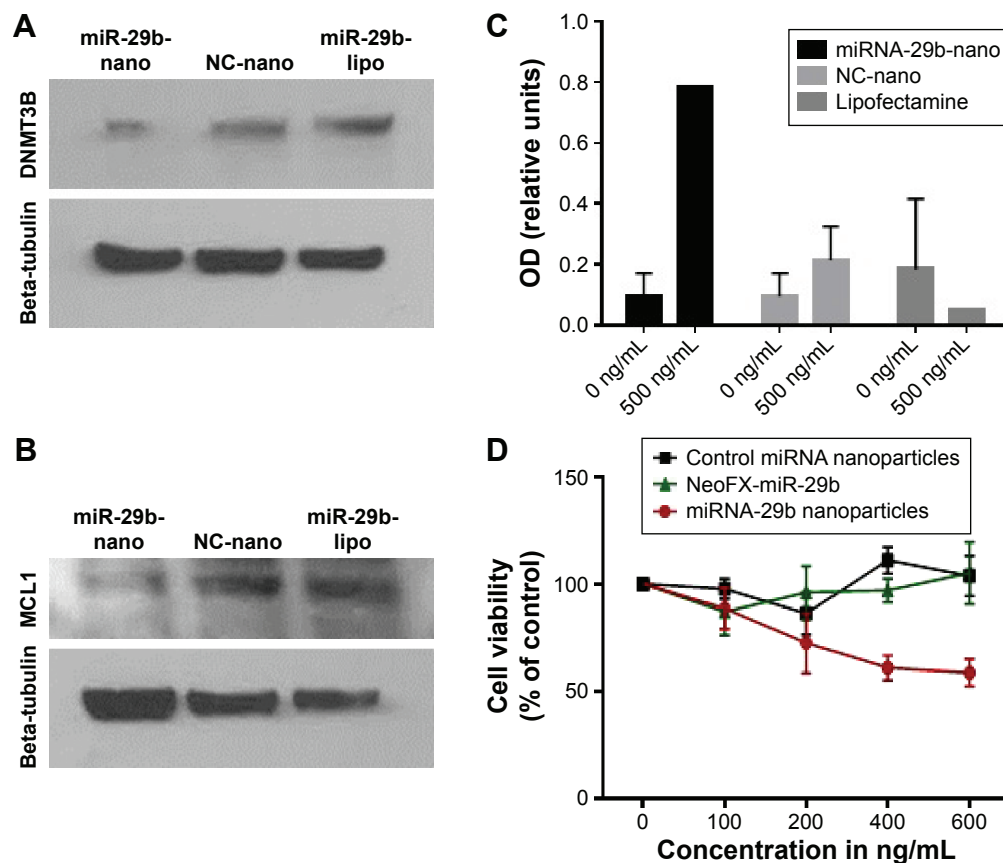 A
miR-29b-
nano
NC-nano
miR-29b-
lipo
DNMT3B
Beta-tubulin
B
miR-29b-
nano
NC-nano
miR-29b-
lipo
MCL1
Beta-tubulin
C
OD (relative units)
1.0
0.8
0.6
0.4
0.2
0.0
miRNA-29b-nano
NC-nano
Lipofectamine
0 ng/mL
500 ng/mL
0 ng/mL
500 ng/mL
0 ng/mL
500 ng/mL
D
Control miRNA nanoparticles
NeoFX-miR-29b
miRNA-29b nanoparticles
Cell viability
(% of control)
150
100
50
0
0
100
200
400
600
Concentration in ng/mL